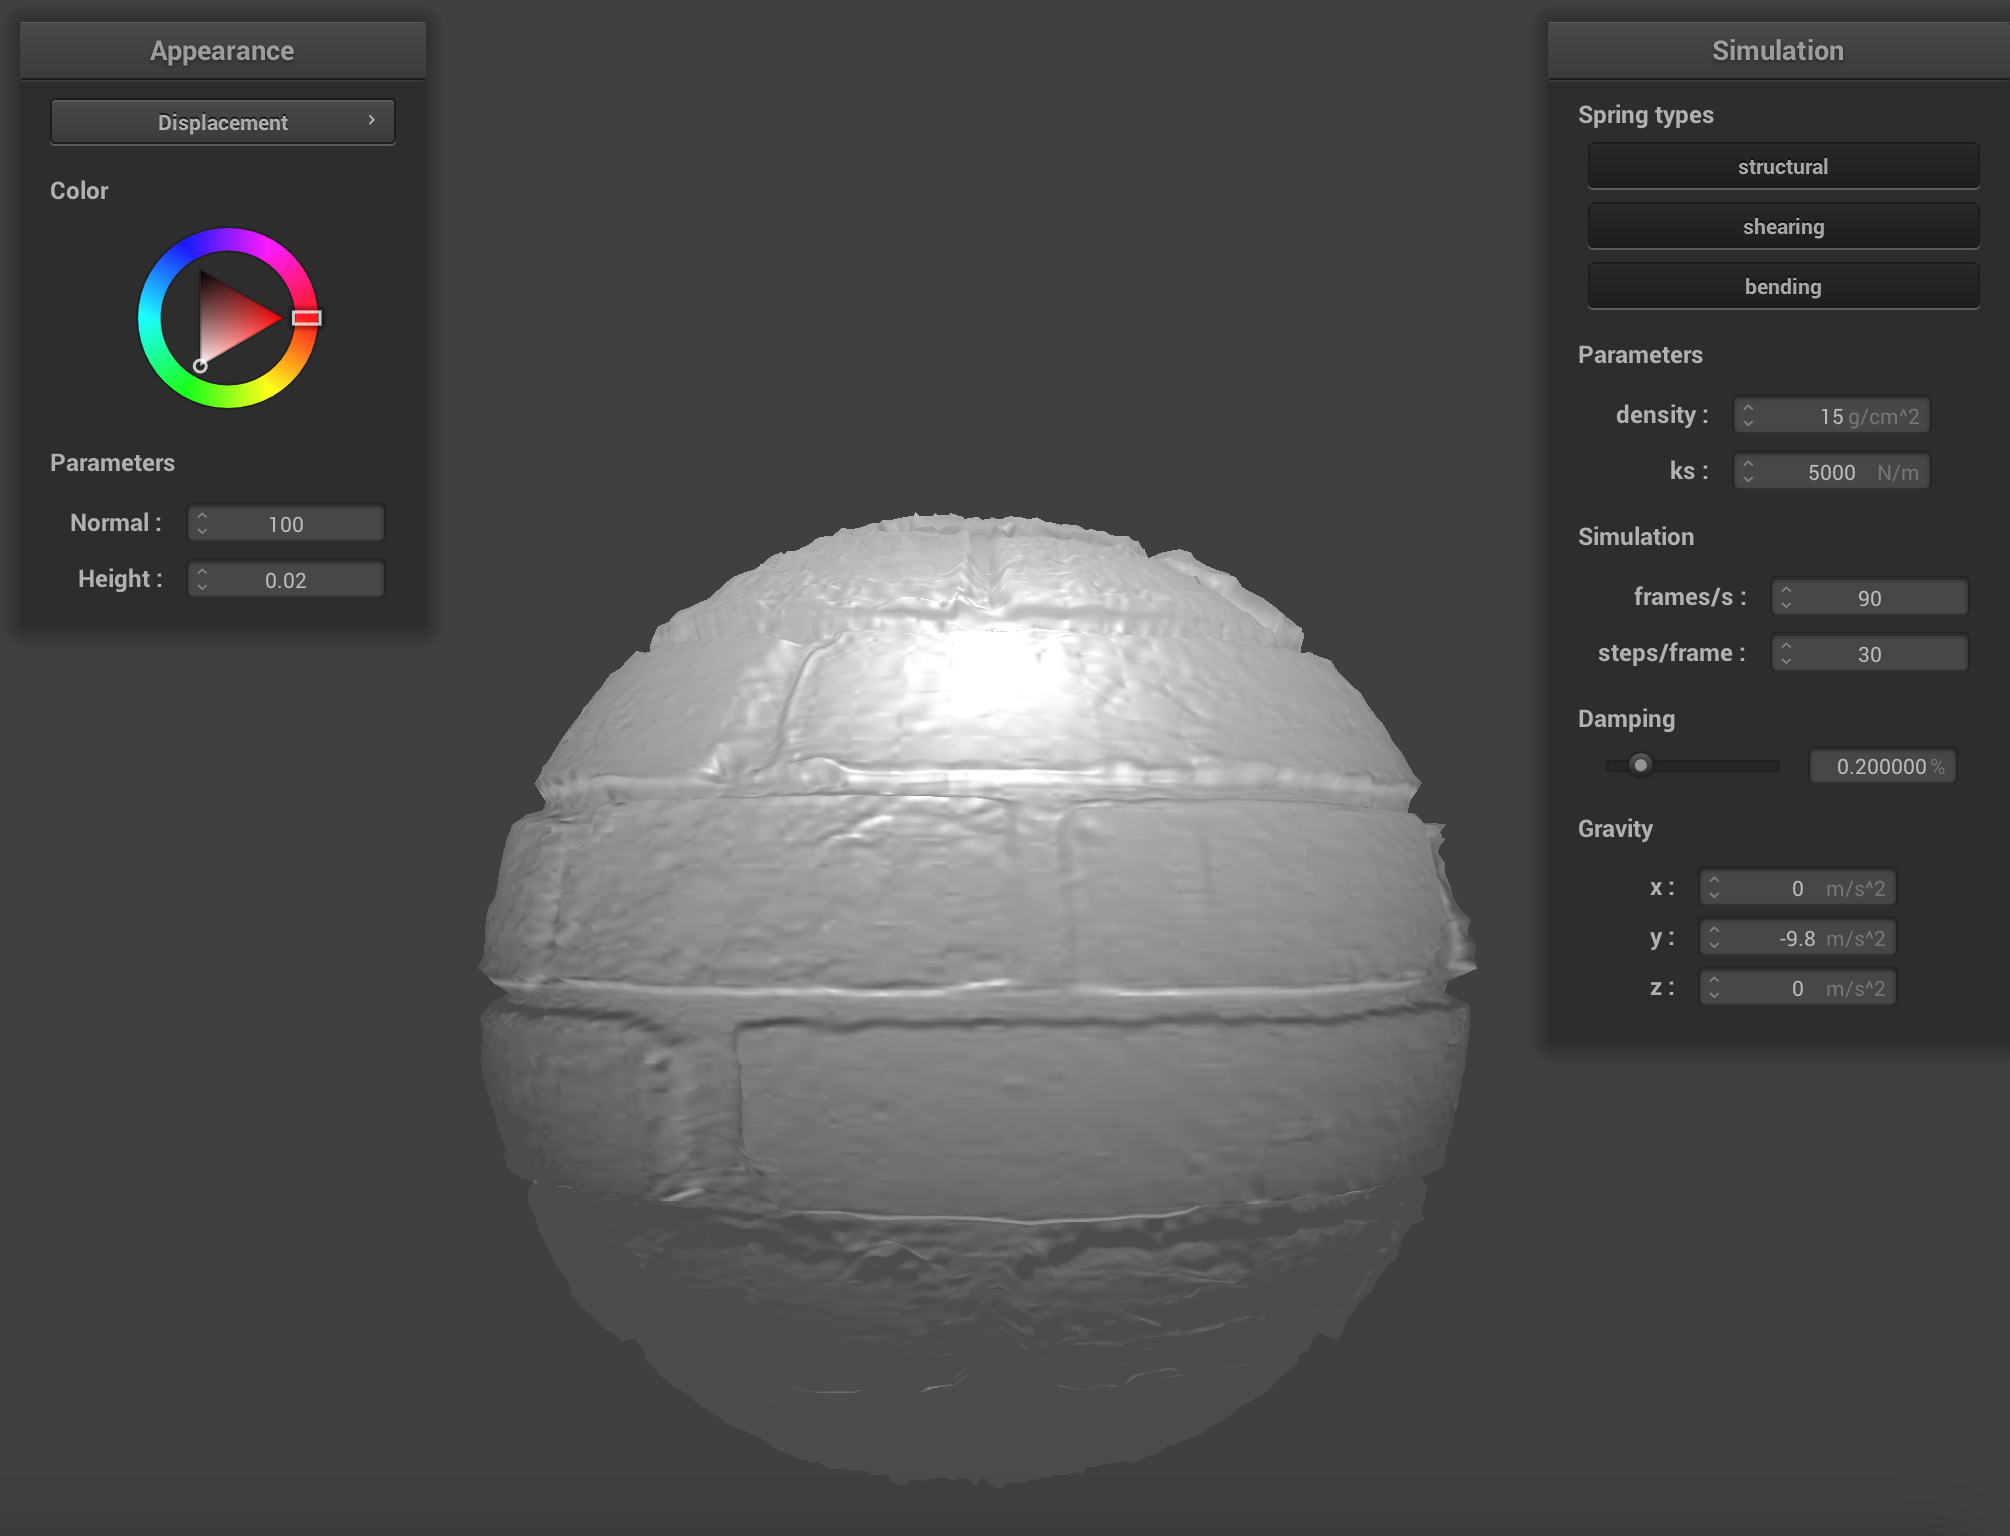 Appearance
Displacement
Color
Parameters
Normal : 100
Height : 0.02
Simulation
Spring types
structural
shearing
bending
Parameters
density : 15 g/cm^2
ks : 5000 N/m
Simulation
frames/s : 90
steps/frame : 30
Damping
0.200000 %
Gravity
x : 0 m/s^2
y : -9.8 m/s^2
z : 0 m/s^2